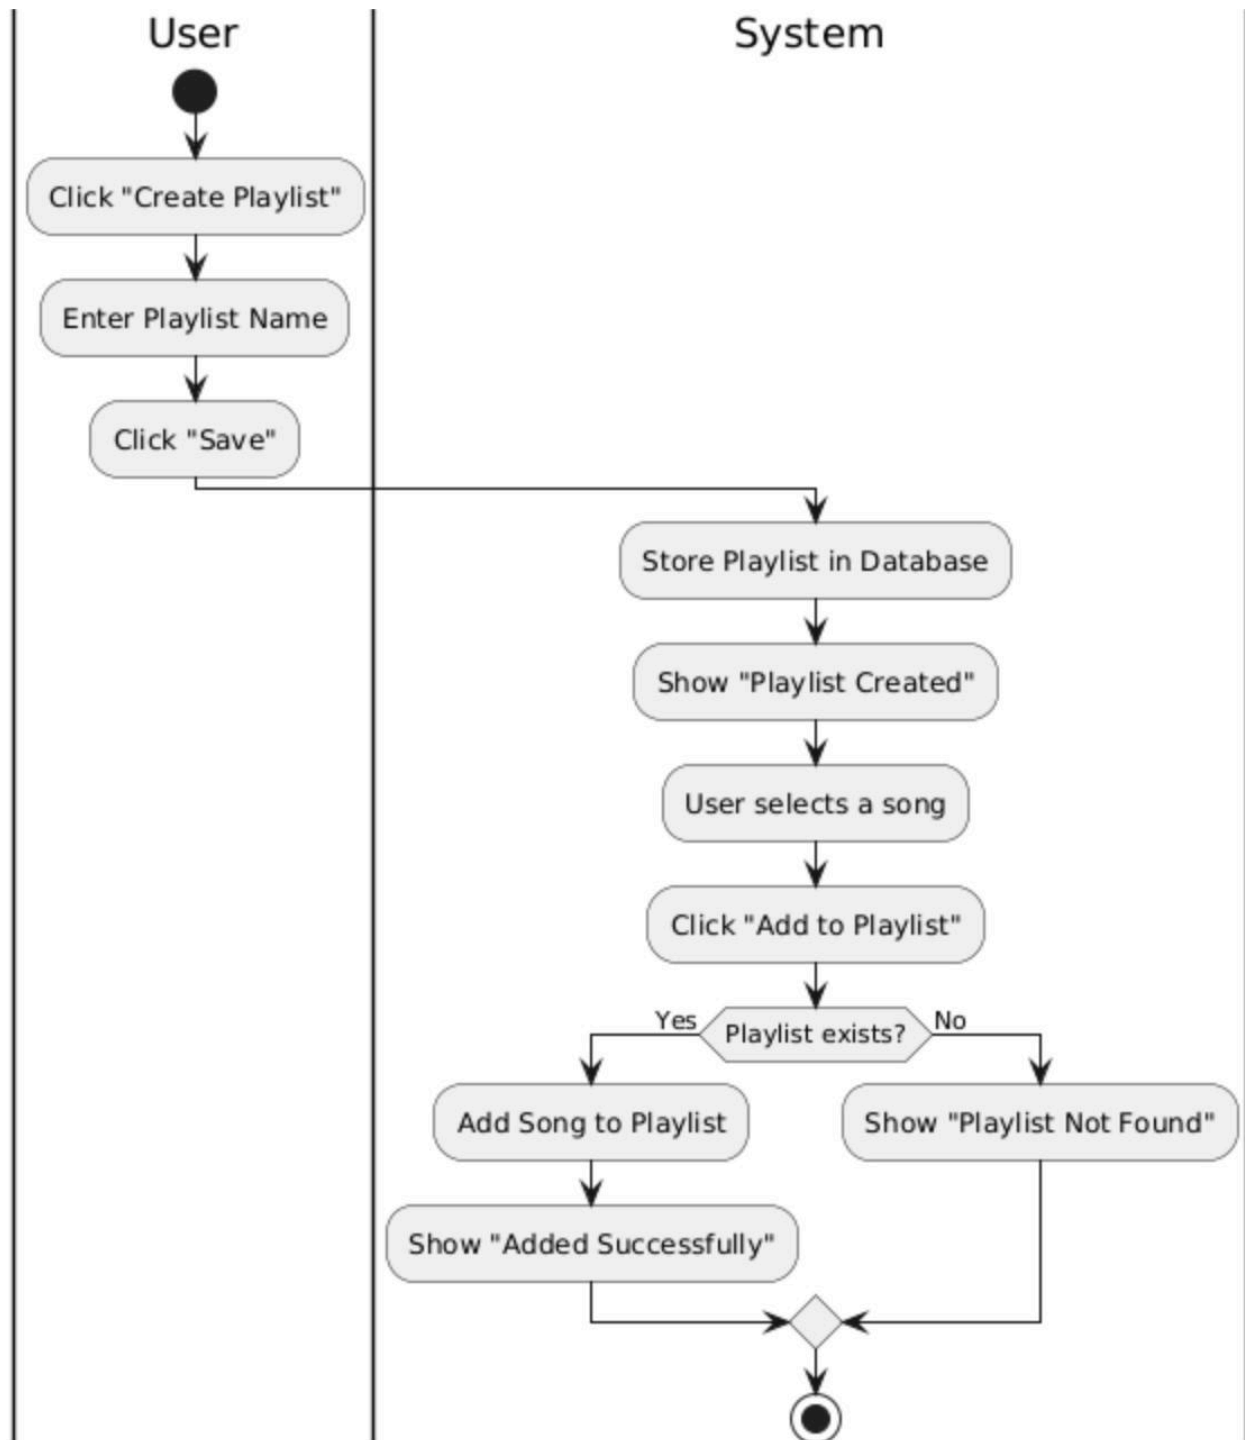 User
System
Click "Create Playlist"
Enter Playlist Name
Click "Save"
Store Playlist in Database
Show "Playlist Created"
User selects a song
Click "Add to Playlist"
Yes
Playlist exists?
No
Add Song to Playlist
Show "Playlist Not Found"
Show "Added Successfully"